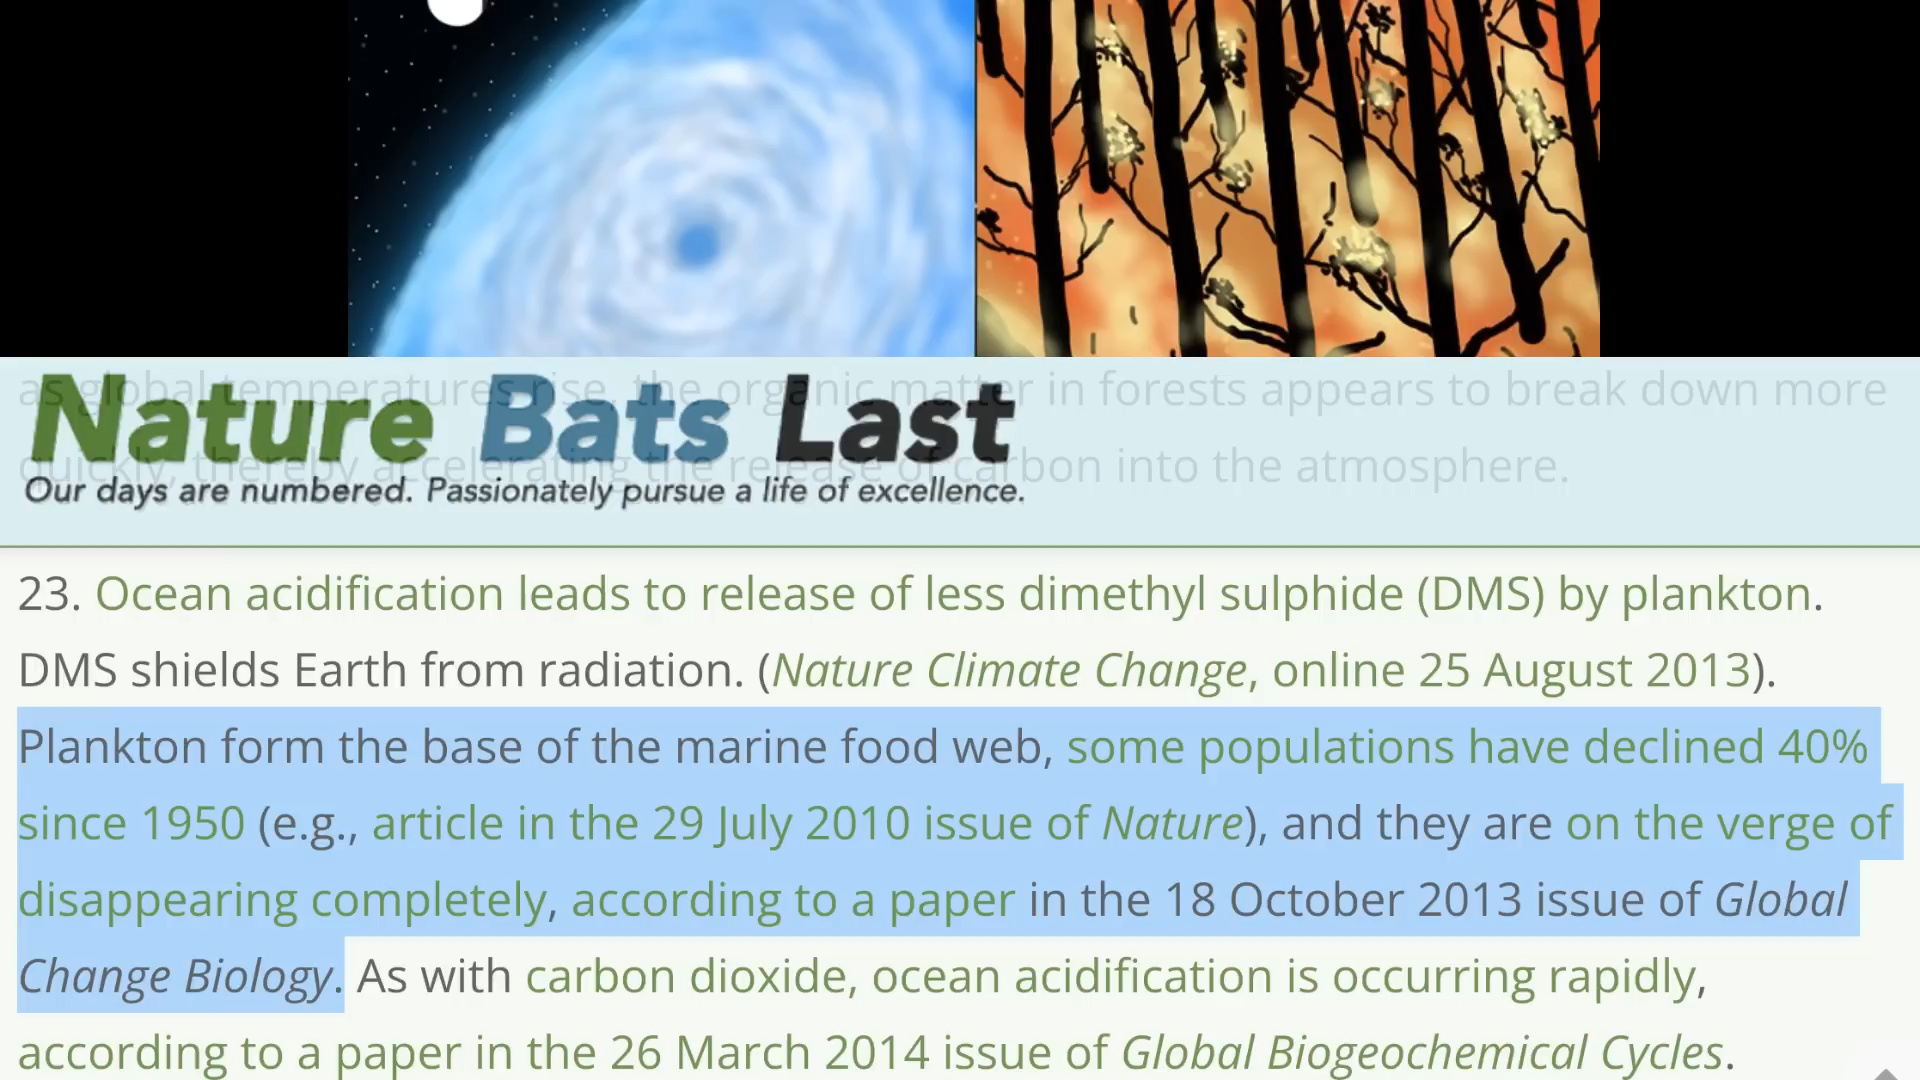 as global temperatures rise, the organic matter in forests appears to break down more
quickly, thereby accelerating the release of carbon into the atmosphere.
Nature Bats Last
Our days are numbered. Passionately pursue a life of excellence.
23. Ocean acidification leads to release of less dimethyl sulphide (DMS) by plankton.
DMS shields Earth from radiation. (Nature Climate Change, online 25 August 2013).
Plankton form the base of the marine food web, some populations have declined 40%
since 1950 (e.g., article in the 29 July 2010 issue of Nature), and they are on the verge of
disappearing completely, according to a paper in the 18 October 2013 issue of Global
Change Biology. As with carbon dioxide, ocean acidification is occurring rapidly,
according to a paper in the 26 March 2014 issue of Global Biogeochemical Cycles.